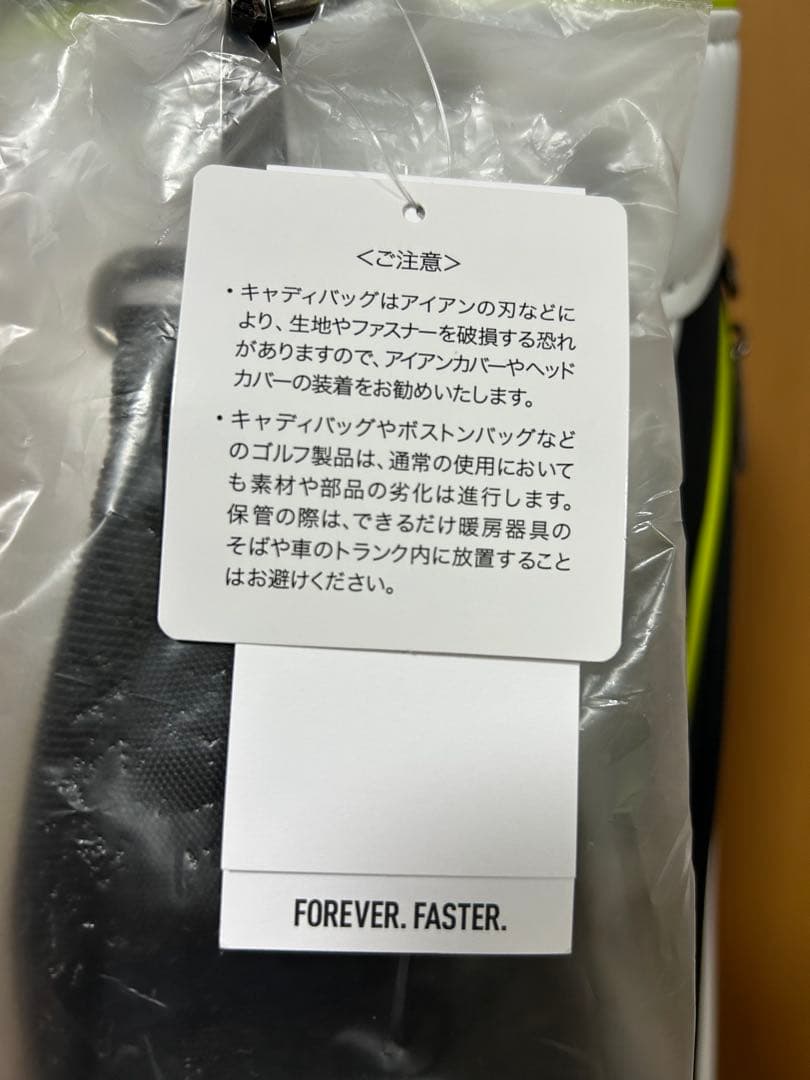 ＜ご注意＞
・キャディバッグはアイアンの刃などに
より、生地やファスナーを破損する恐れ
がありますので、アイアンカバーやヘッド
カバーの装着をお勧めいたします。
・キャディバッグやボストンバッグなど
のゴルフ製品は、通常の使用において
も素材や部品の劣化は進行します。
保管の際は、できるだけ暖房器具の
そばや車のトランク内に放置すること
はお避けください。
FOREVER. FASTER.